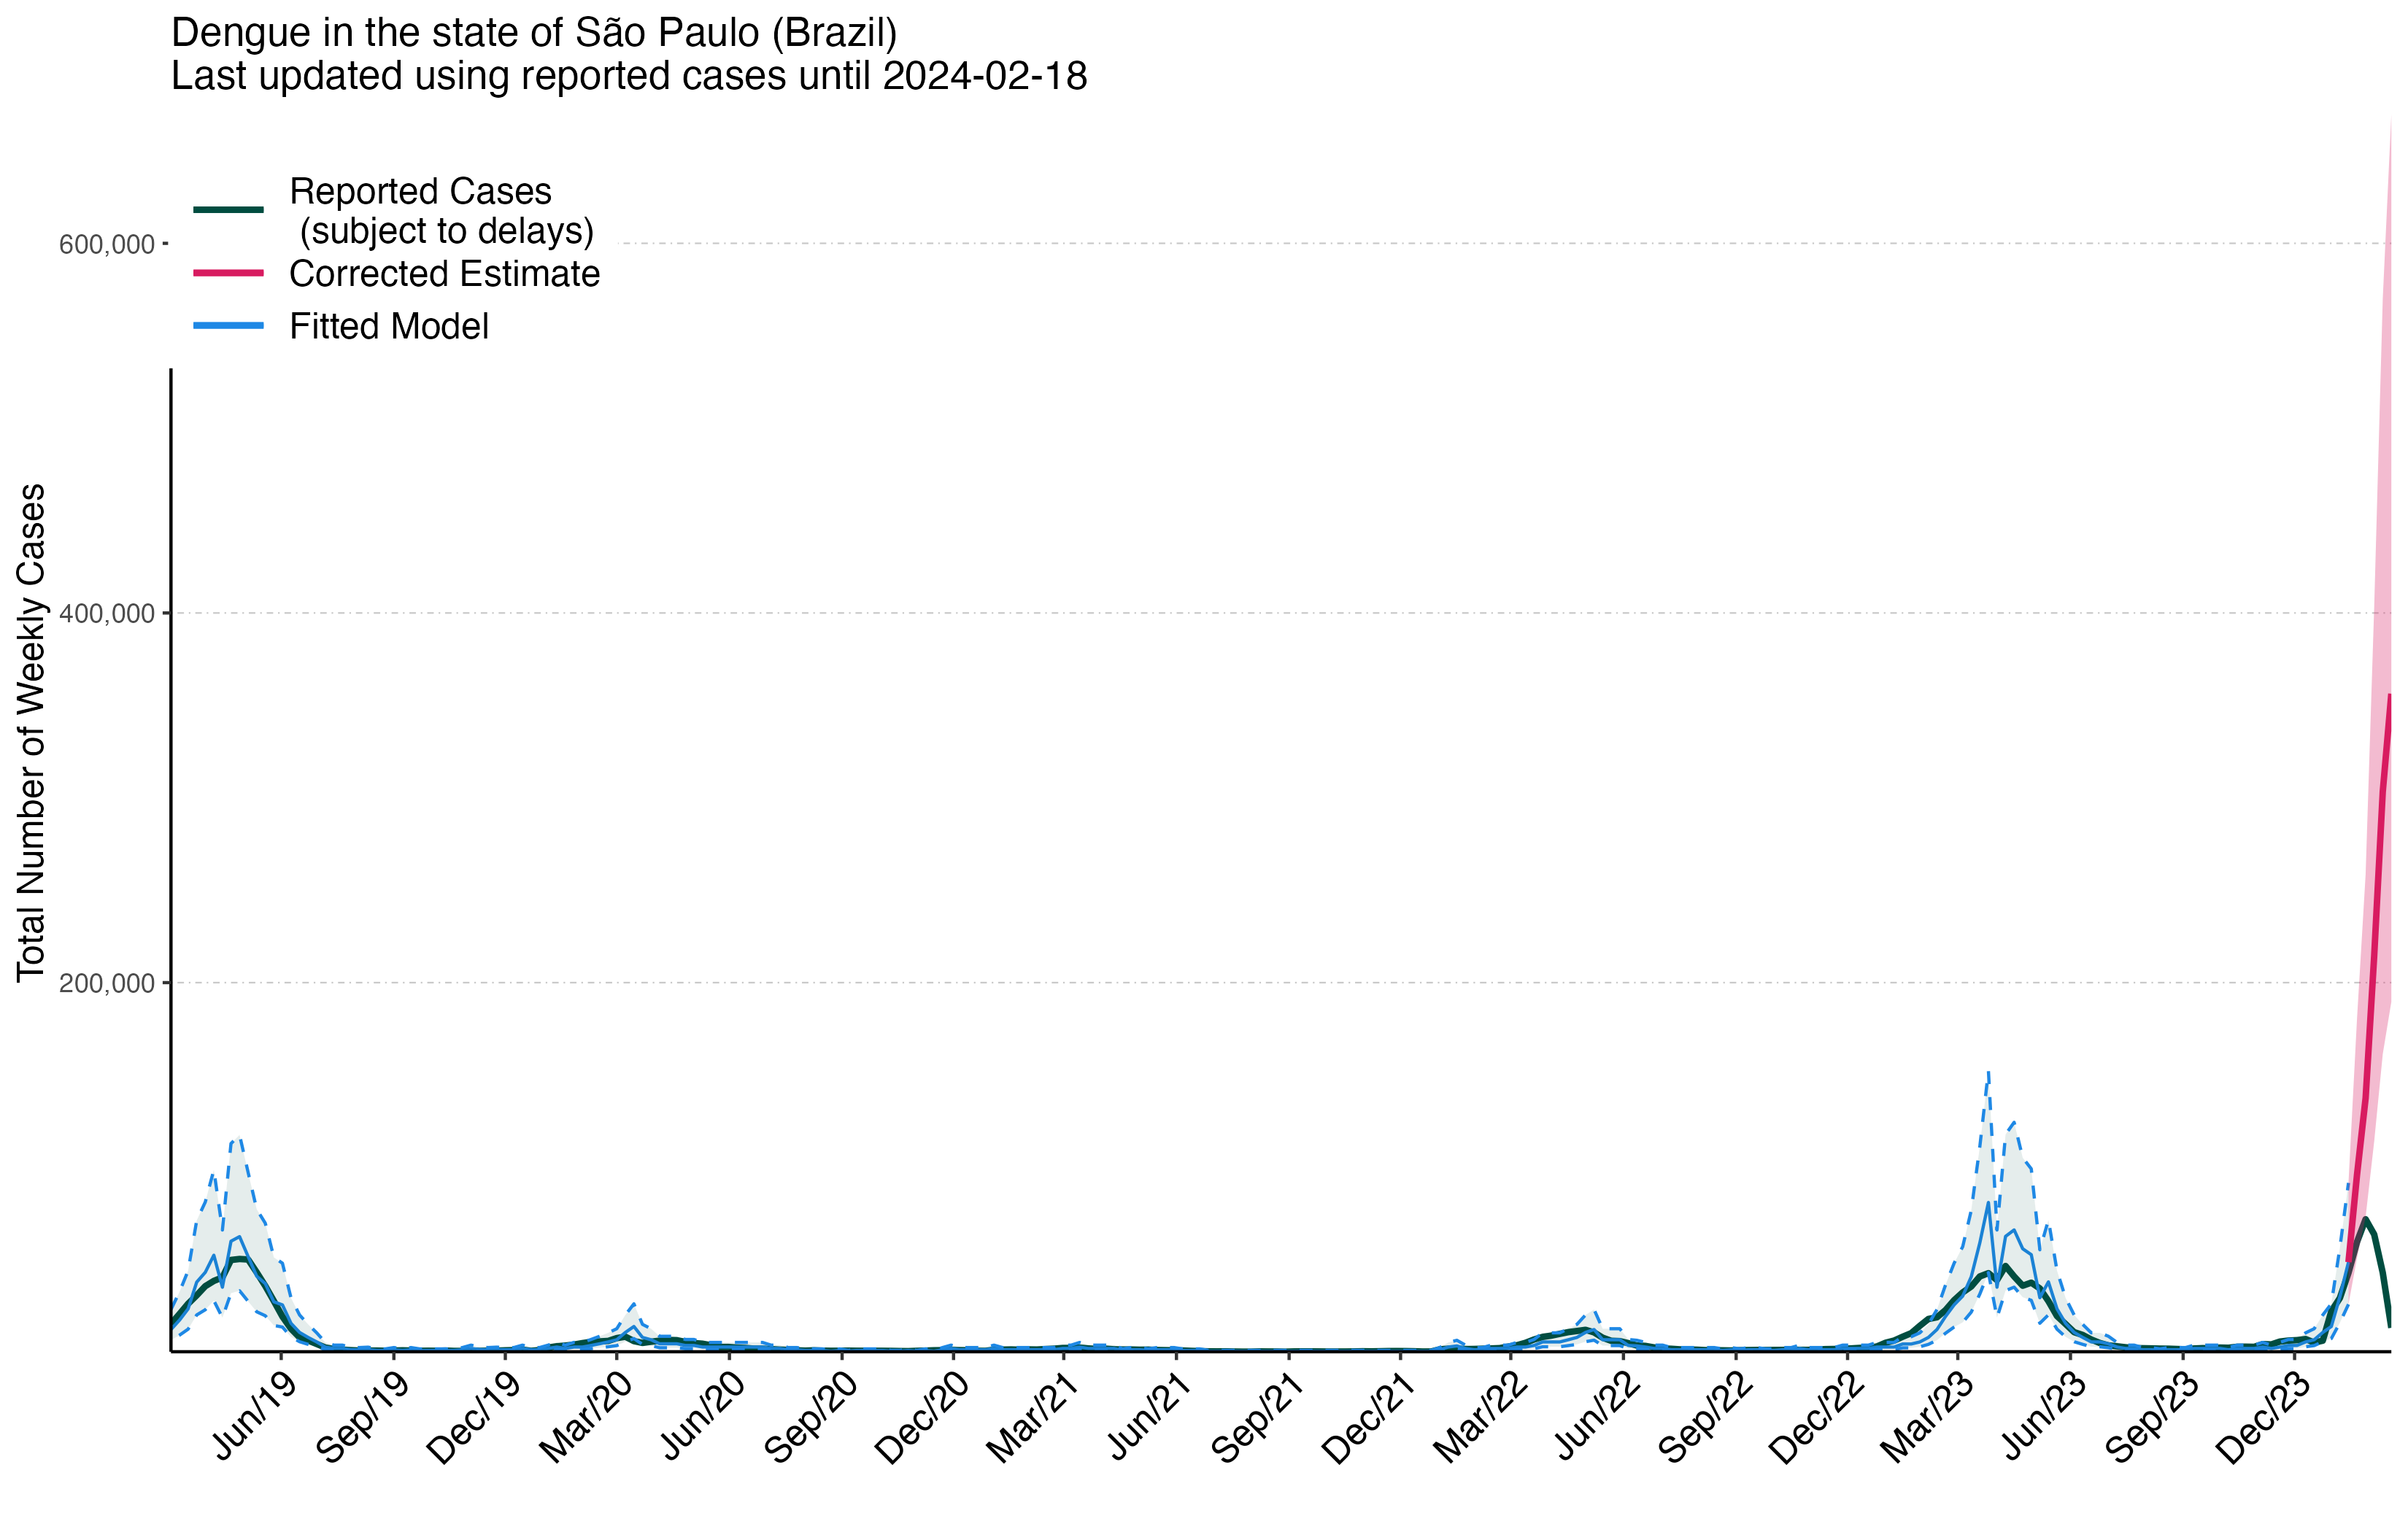 Dengue in the state of São Paulo (Brazil)
Last updated using reported cases until 2024-02-18
Reported Cases
(subject to delays)
Corrected Estimate
Fitted Model
Total Number of Weekly Cases
600,000
400,000
200,000
Jun/19
Sep/19
Dec/19
Mar/20
Jun/20
Sep/20
Dec/20
Mar/21
Jun/21
Sep/21
Dec/21
Mar/22
Jun/22
Sep/22
Dec/22
Mar/23
Jun/23
Sep/23
Dec/23